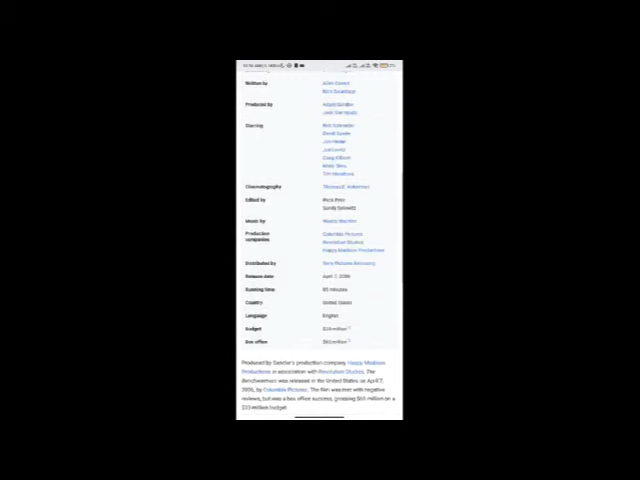 Written by Allen Covert
Nick Swardson
Produced by Adam Sandler
Jack Giarraputo
Starring Rob Schneider
David Spade
Jon Heder
Jon Lovitz
Craig Kilborn
Molly Sims
Tim Meadows
Cinematography Thomas E. Ackerman
Edited by
Sandy Solowitz
Music by Waddy Wachtel
Production companies Columbia Pictures
Revolution Studios
Happy Madison Productions
Distributed by Sony Pictures Releasing
Release date April 7, 2006
Running time 85 minutes
Country United States
Language English
Budget $33 million
Box office $65 million
Produced by Sandler's production company Happy Madison
Productions in association with Revolution Studios, The
Benchwarmers was released in the United States on April 7,
2006, by Columbia Pictures. The film was met with negative
reviews, but was a box office success, grossing $65 million on a
$33 million budget.